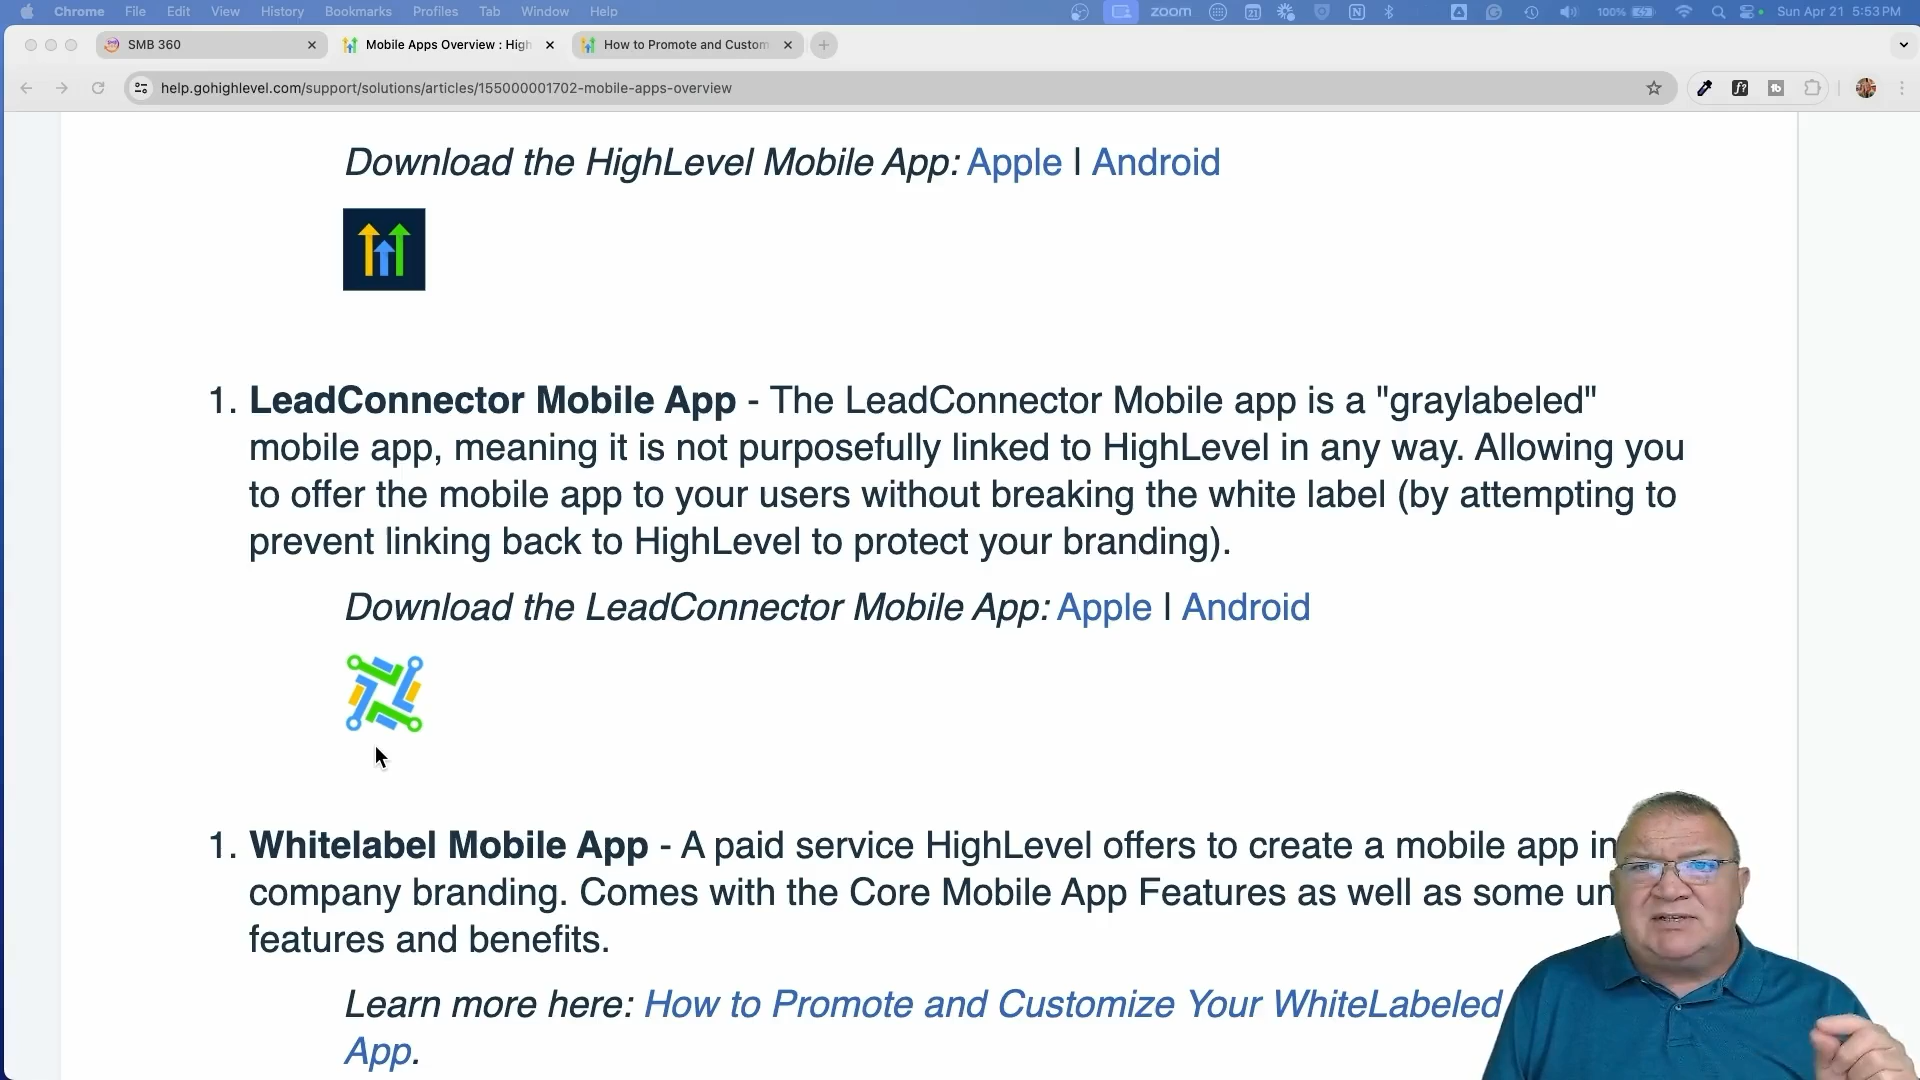 Chrome File Edit View History Bookmarks Profiles Tab Window Help zoom 21 100% Sun Apr 21 5:53 PM
SMB 360 Mobile Apps Overview : High How to Promote and Custom
help.gohighlevel.com/support/solutions/articles/155000001702-mobile-apps-overview
Download the HighLevel Mobile App: Apple | Android
1. LeadConnector Mobile App - The LeadConnector Mobile app is a "graylabeled"
mobile app, meaning it is not purposefully linked to HighLevel in any way. Allowing you
to offer the mobile app to your users without breaking the white label (by attempting to
prevent linking back to HighLevel to protect your branding).
Download the LeadConnector Mobile App: Apple | Android
1. Whitelabel Mobile App - A paid service HighLevel offers to create a mobile app in
company branding. Comes with the Core Mobile App Features as well as some un
features and benefits.
Learn more here: How to Promote and Customize Your WhiteLabeled
App.